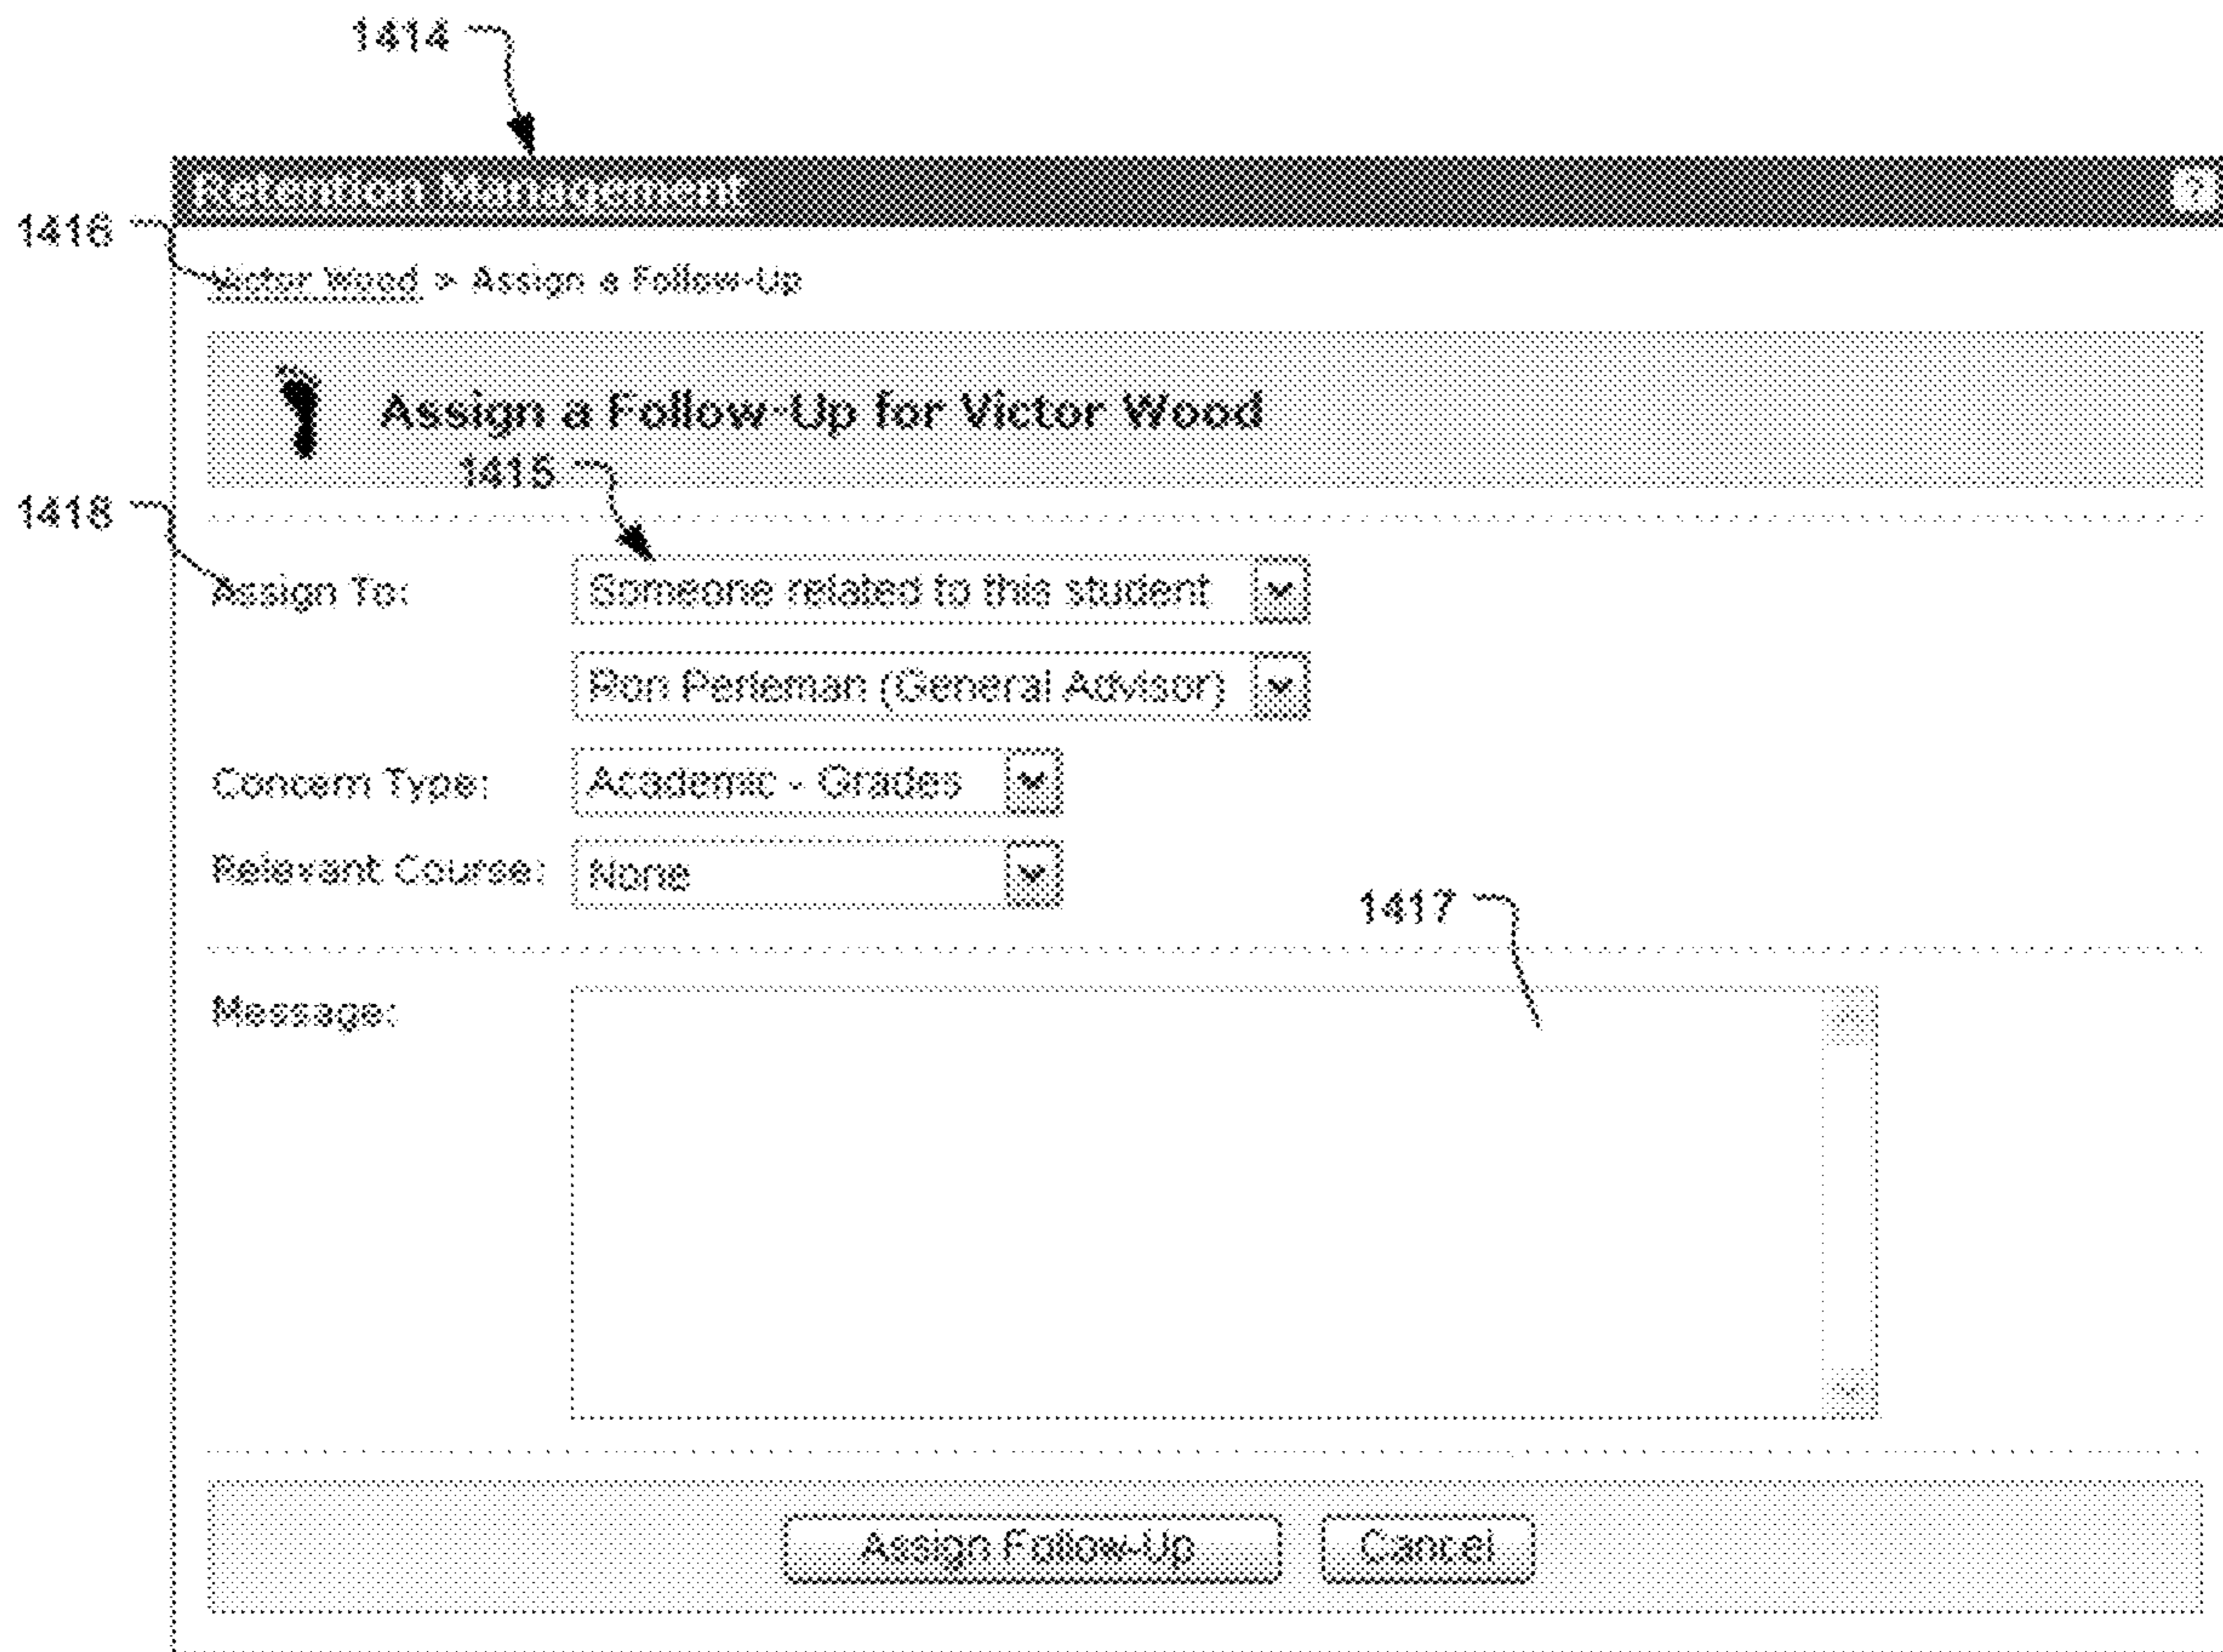 1414
Retention Management ?
1416
Victor Wood > Assign a Follow-Up
Assign a Follow-Up for Victor Wood
1415
1418
Assign To: Someone related to this student
Ron Perleman (General Advisor)
Concern Type: Academic - Grades
Relevant Course: None
1417
Message:
Assign Follow-Up Cancel